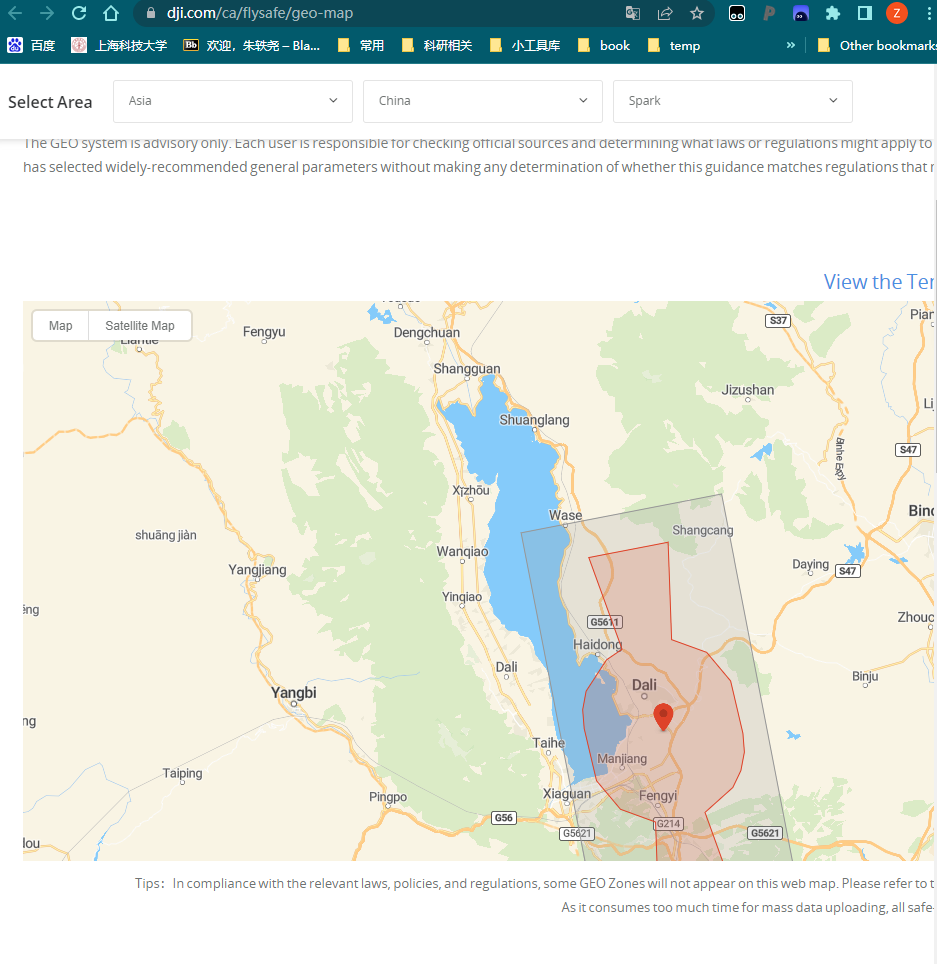 dji.com/ca/flysafe/geo-map
Z
百度
上海科技大学
Bb
欢迎，朱轶尧 – Bla...
常用
科研相关
小工具库
book
temp
»
Other bookmarks
Select Area
Asia
China
Spark
The GEO system is advisory only. Each user is responsible for checking official sources and determining what laws or regulations might apply to
has selected widely-recommended general parameters without making any determination of whether this guidance matches regulations that
View the Ter
Map
Satellite Map
S37
Pian
Fengyu
Dengchuan
Liantie
Shangguan
Jizushan
Li
Shuanglang
Binhe Expy
S47
Xizhōu
Wase
Binc
Shangcang
shuāng jiàn
Wanqiao
Yangjiang
Daying
S47
Yinqiao
ēng
G5611
Zhouc
Haidong
Dali
Binju
Yangbi
Dali
ng
Taihe
Manjiang
Taiping
Xiaguan
Fengyi
Pingpo
G56
G214
G5621
G5621
lou
Tips：In compliance with the relevant laws, policies, and regulations, some GEO Zones will not appear on this web map. Please refer to t
As it consumes too much time for mass data uploading, all safe-